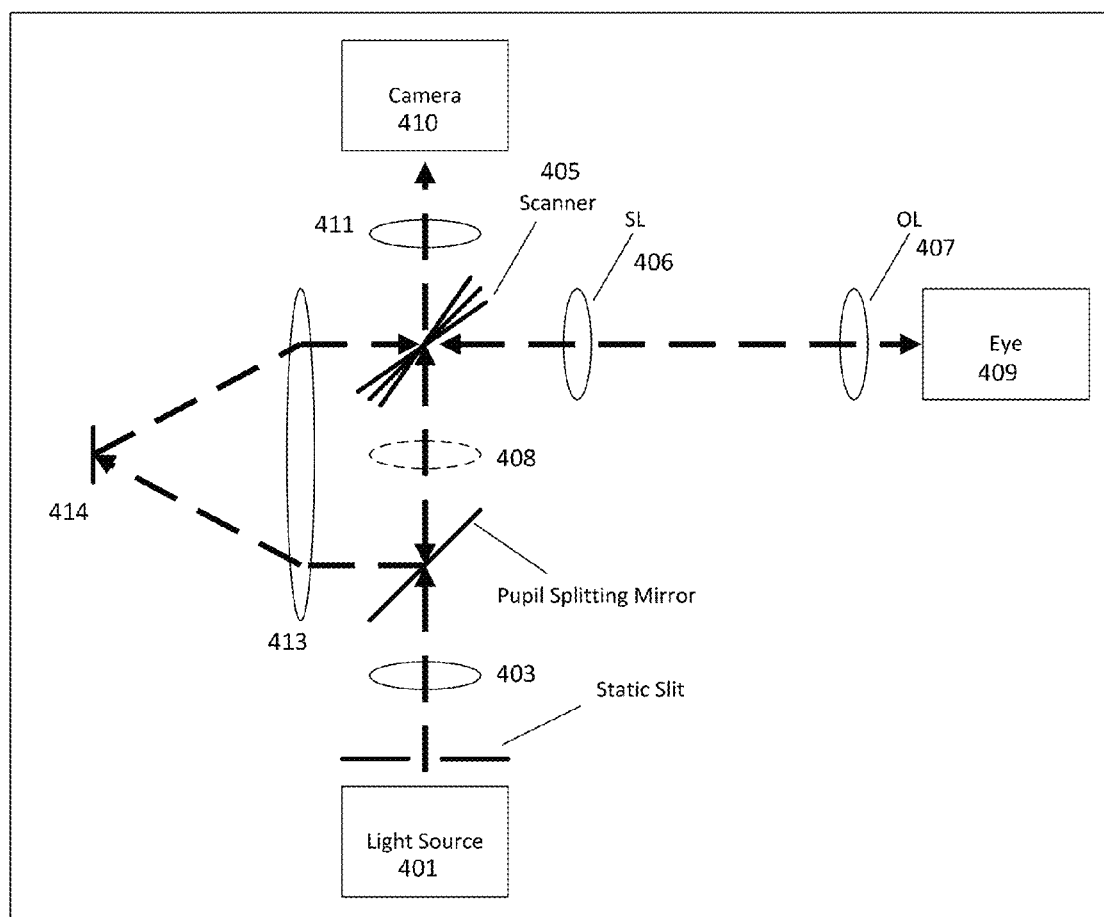 Camera
410
405
Scanner
411
SL
406
OL
407
Eye
409
408
414
Pupil Splitting Mirror
413
403
Static Slit
Light Source
401